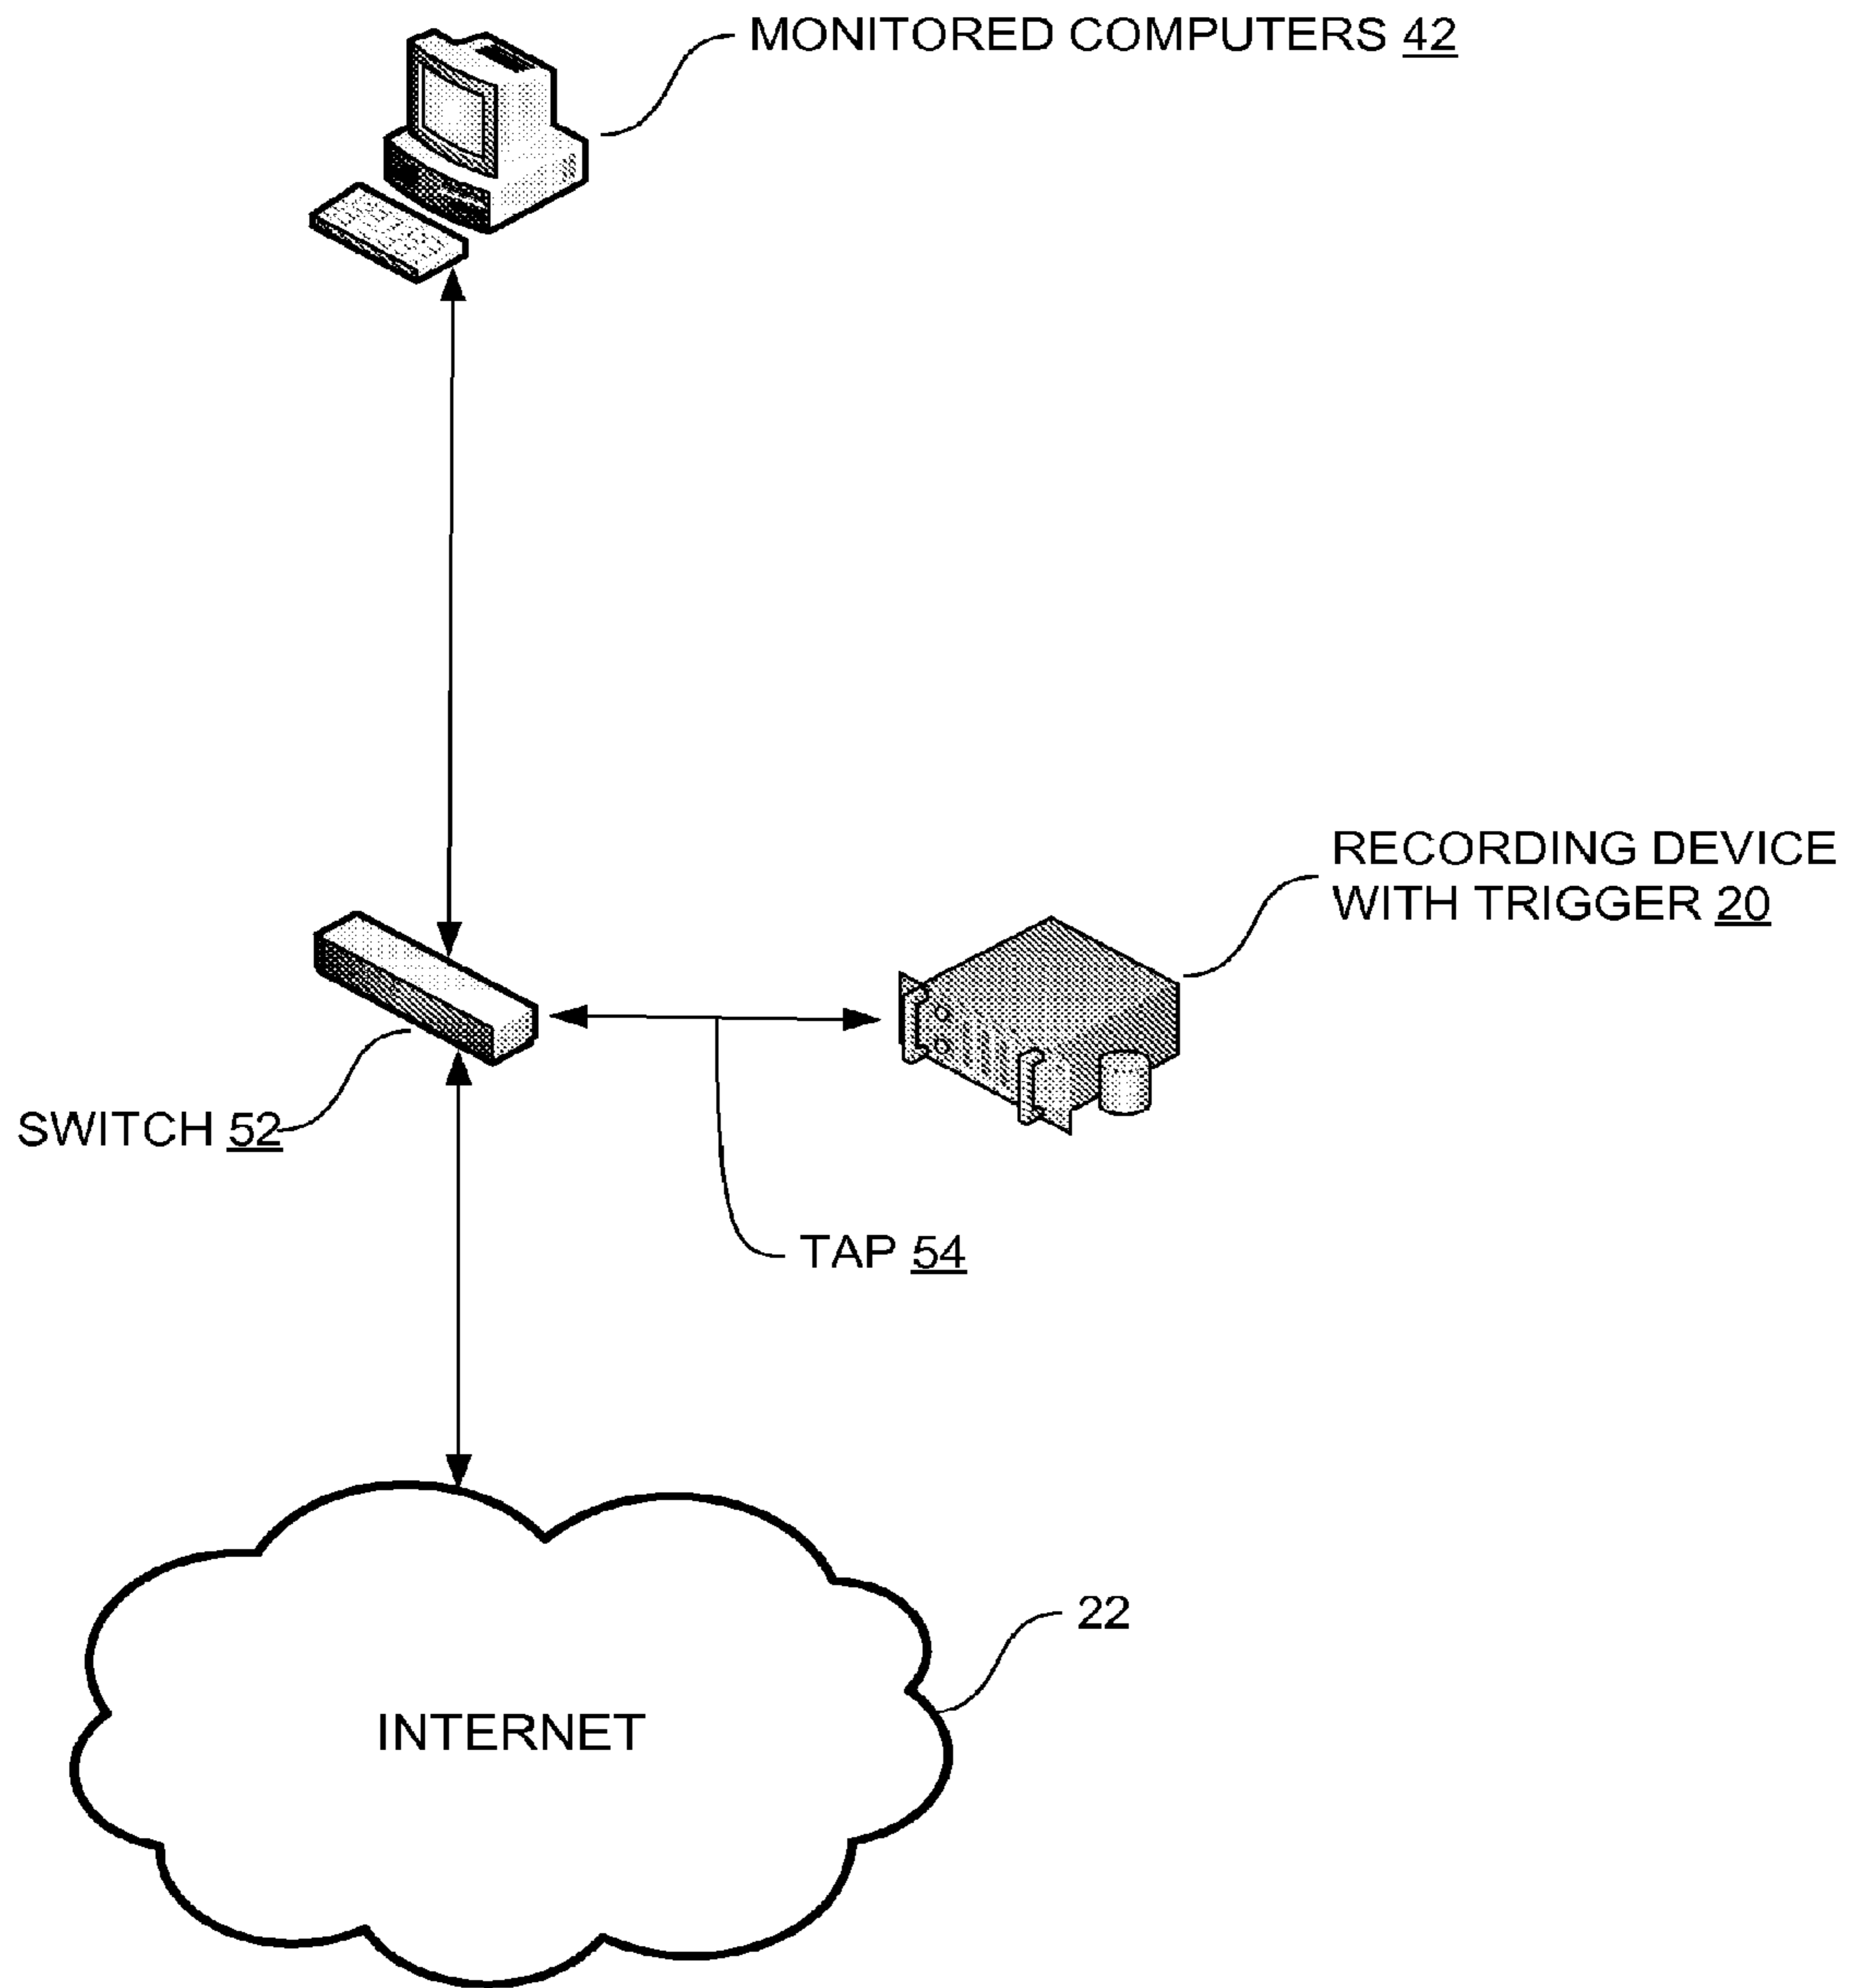 MONITORED COMPUTERS 42
RECORDING DEVICE
WITH TRIGGER 20
SWITCH 52
TAP 54
22
INTERNET